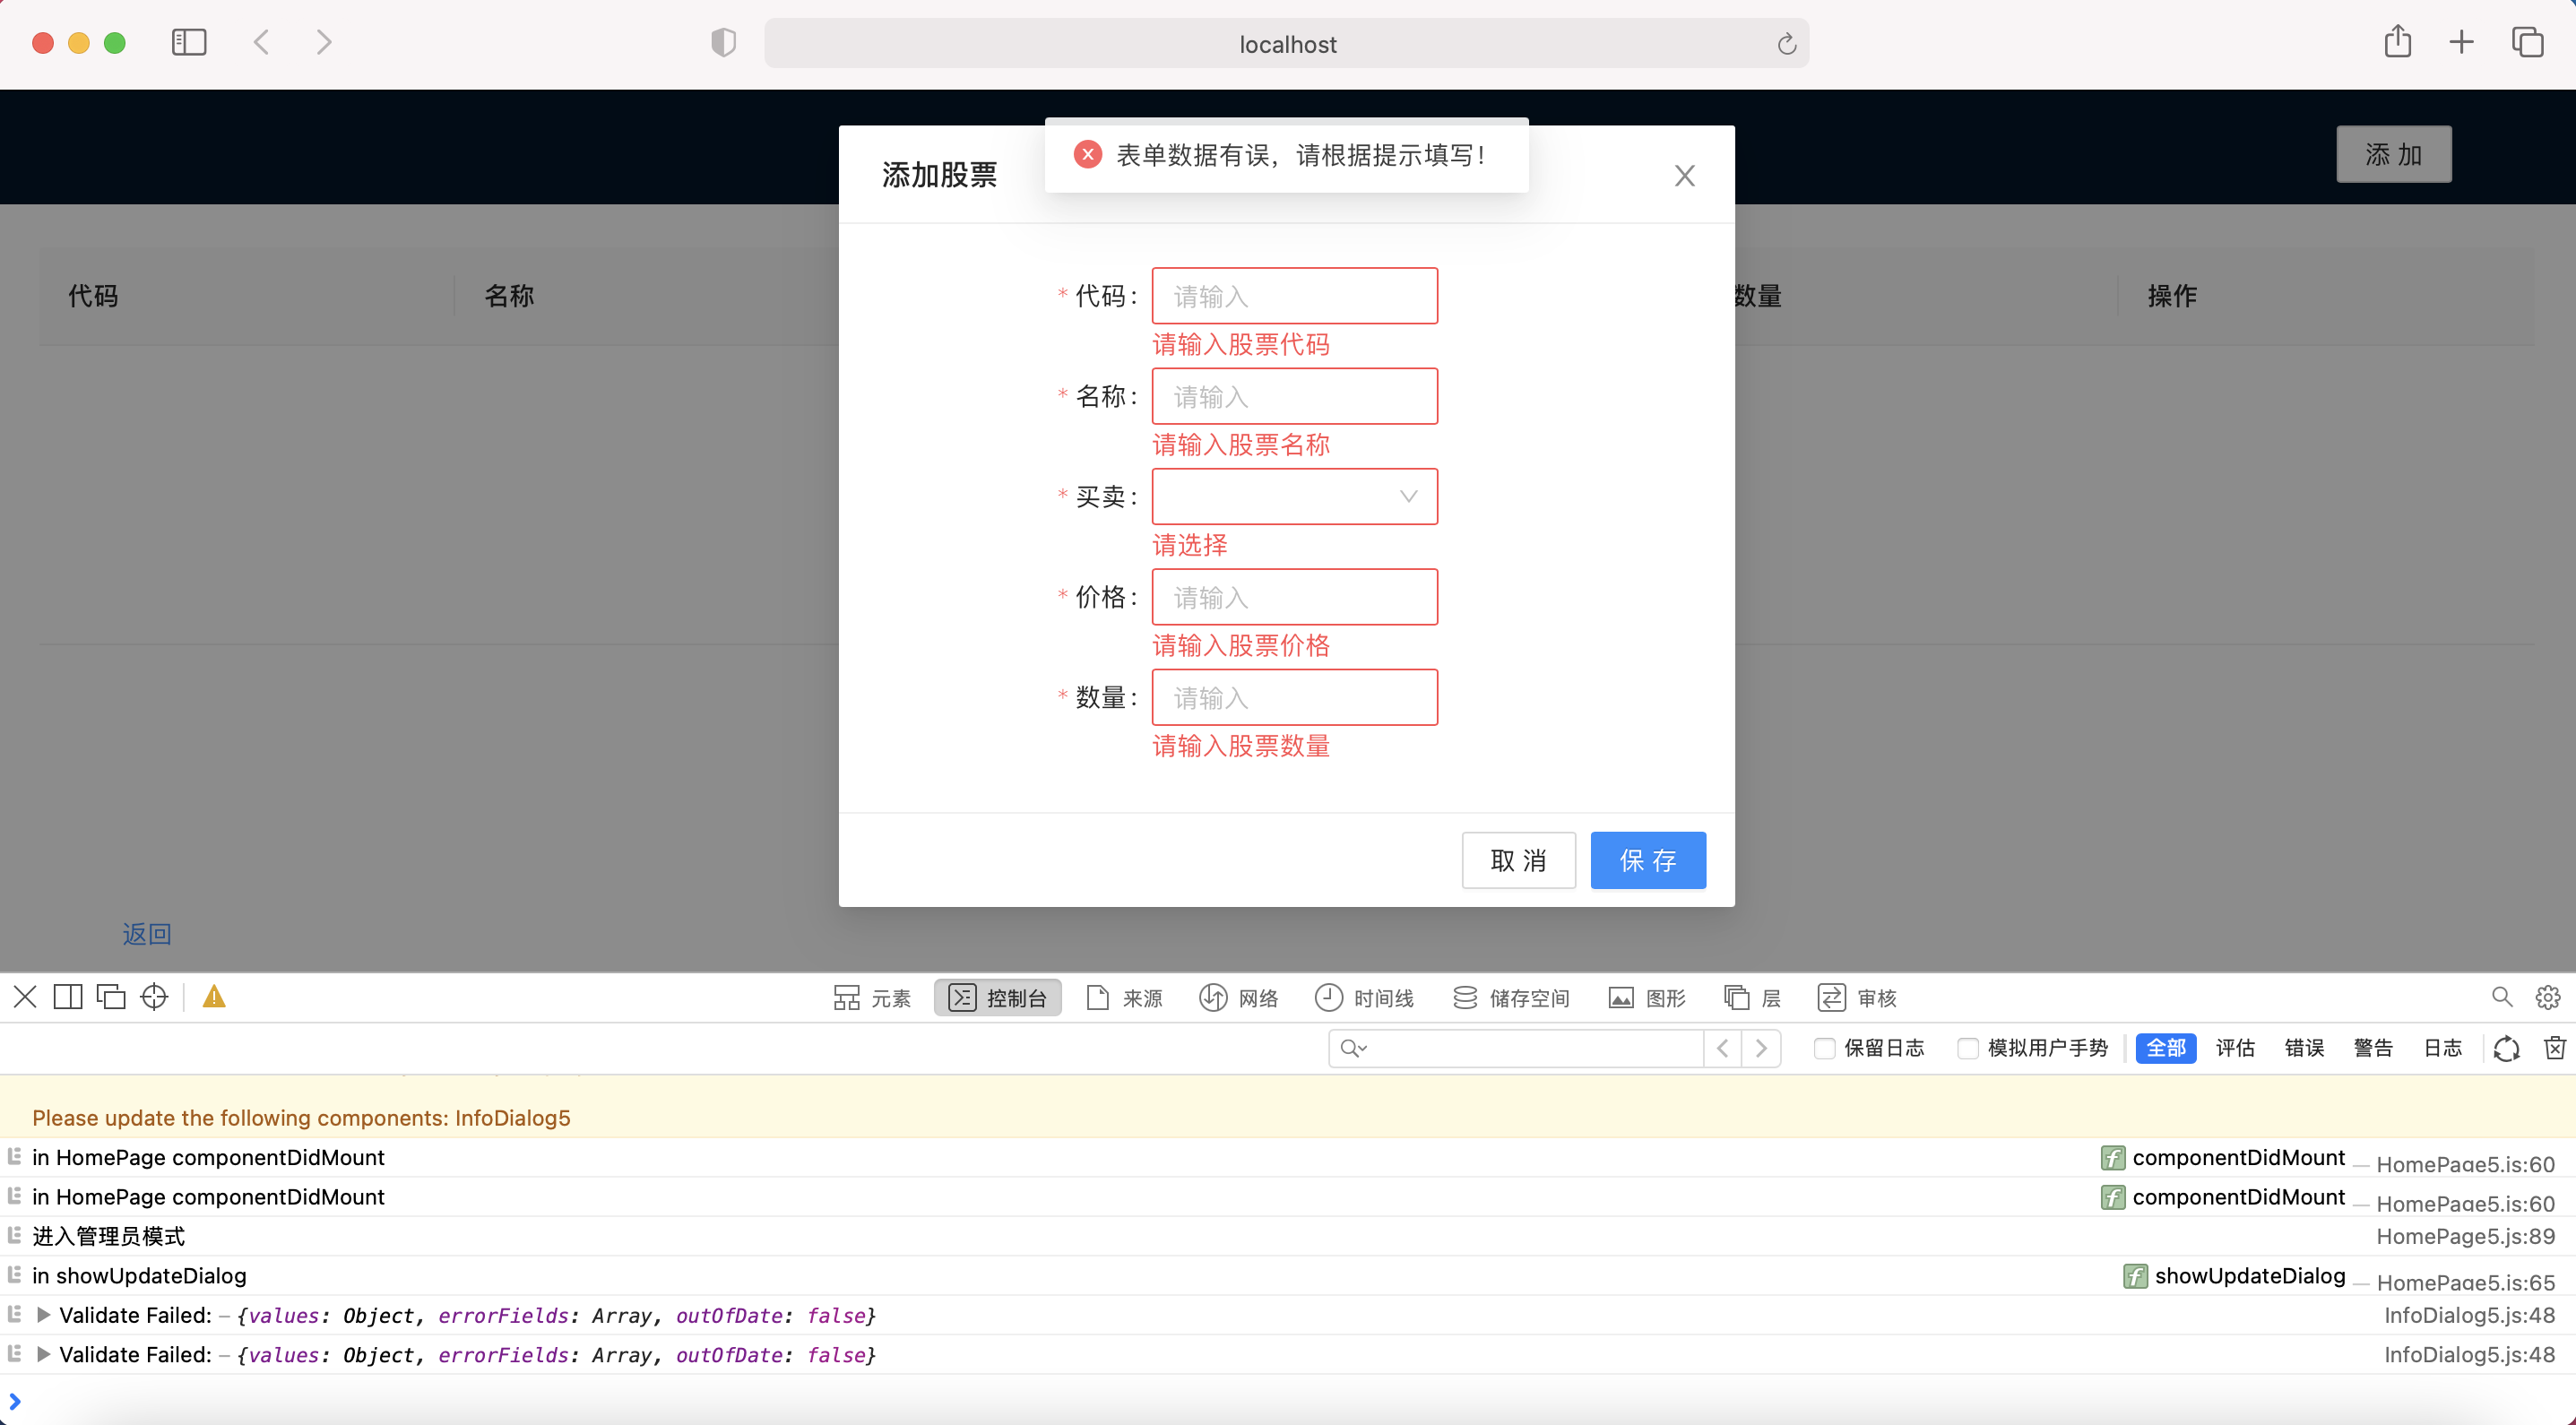 localhost
添 加
添加股票
表单数据有误，请根据提示填写！
代码
名称
数量
操作
* 代码：
请输入
请输入股票代码
* 名称：
请输入
请输入股票名称
* 买卖：
请选择
* 价格：
请输入
请输入股票价格
* 数量：
请输入
请输入股票数量
取 消
保 存
返回
元素 控制台 来源 网络 时间线 储存空间 图形 层 审核
保留日志 模拟用户手势 全部 评估 错误 警告 日志
Please update the following components: InfoDialog5
in HomePage componentDidMount f componentDidMount — HomePage5.js:60
in HomePage componentDidMount f componentDidMount — HomePage5.js:60
进入管理员模式 HomePage5.js:89
in showUpdateDialog f showUpdateDialog — HomePage5.js:65
Validate Failed: – {values: Object, errorFields: Array, outOfDate: false} InfoDialog5.js:48
Validate Failed: – {values: Object, errorFields: Array, outOfDate: false} InfoDialog5.js:48